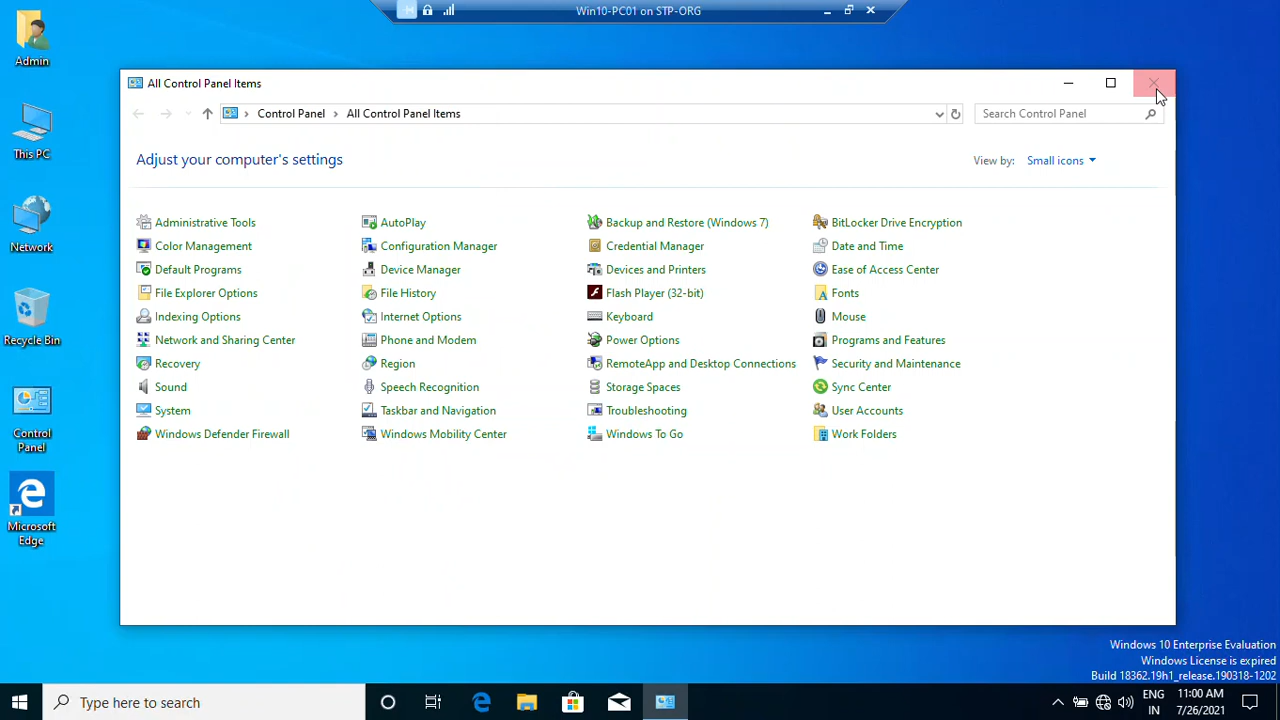 Win10-PC01 on STP-ORG
Admin
This PC
Network
Recycle Bin
Control
Panel
Microsoft
Edge
All Control Panel Items
Control Panel
All Control Panel Items
Search Control Panel
Adjust your computer's settings
View by: Small icons
Administrative Tools
AutoPlay
Backup and Restore (Windows 7)
BitLocker Drive Encryption
Color Management
Configuration Manager
Credential Manager
Date and Time
Default Programs
Device Manager
Devices and Printers
Ease of Access Center
File Explorer Options
File History
Flash Player (32-bit)
Fonts
Indexing Options
Internet Options
Keyboard
Mouse
Network and Sharing Center
Phone and Modem
Power Options
Programs and Features
Recovery
Region
RemoteApp and Desktop Connections
Security and Maintenance
Sound
Speech Recognition
Storage Spaces
Sync Center
System
Taskbar and Navigation
Troubleshooting
User Accounts
Windows Defender Firewall
Windows Mobility Center
Windows To Go
Work Folders
Windows 10 Enterprise Evaluation
Windows License is expired
Build 18362.19h1_release.190318-1202
Type here to search
ENG
IN
11:00 AM
7/26/2021